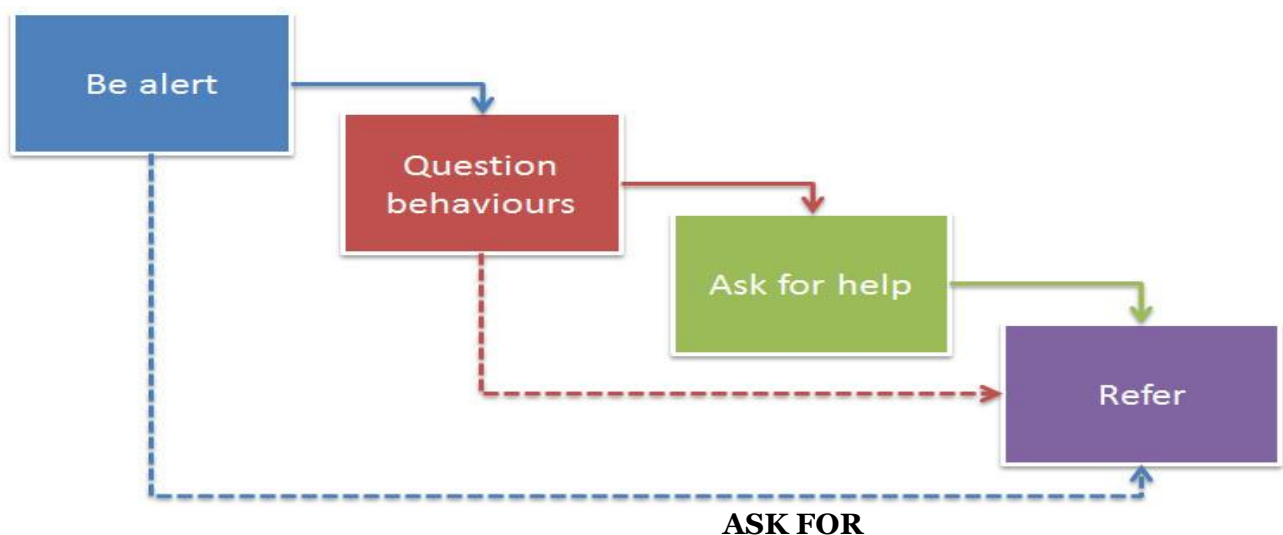 Be alert
Question
behaviours
Ask for help
Refer
ASK FOR